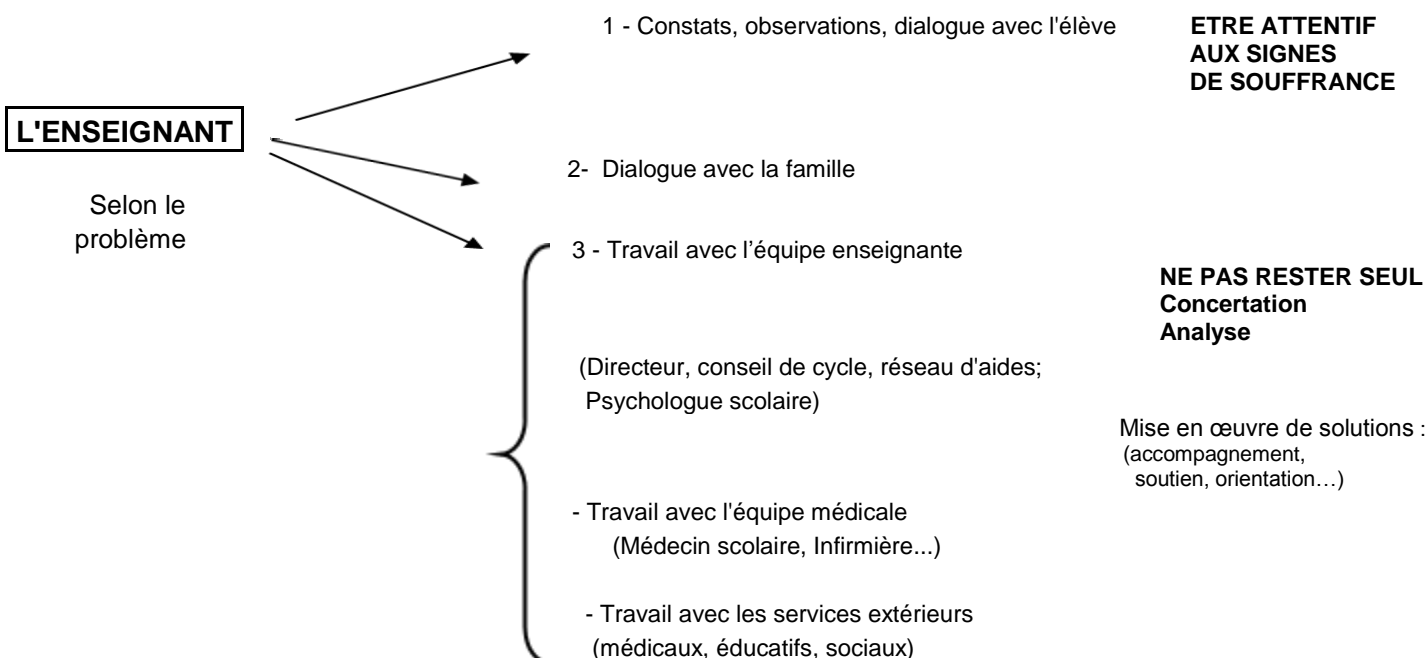 1 - Constats, observations, dialogue avec l'élève
ETRE ATTENTIF
AUX SIGNES
DE SOUFFRANCE
L'ENSEIGNANT
Selon le
problème
2-  Dialogue avec la famille
3 - Travail avec l’équipe enseignante
NE PAS RESTER SEUL
Concertation
Analyse
(Directeur, conseil de cycle, réseau d'aides;
Psychologue scolaire)
Mise en œuvre de solutions :
(accompagnement,
soutien, orientation…)
- Travail avec l'équipe médicale
(Médecin scolaire, Infirmière...)
- Travail avec les services extérieurs
(médicaux, éducatifs, sociaux)